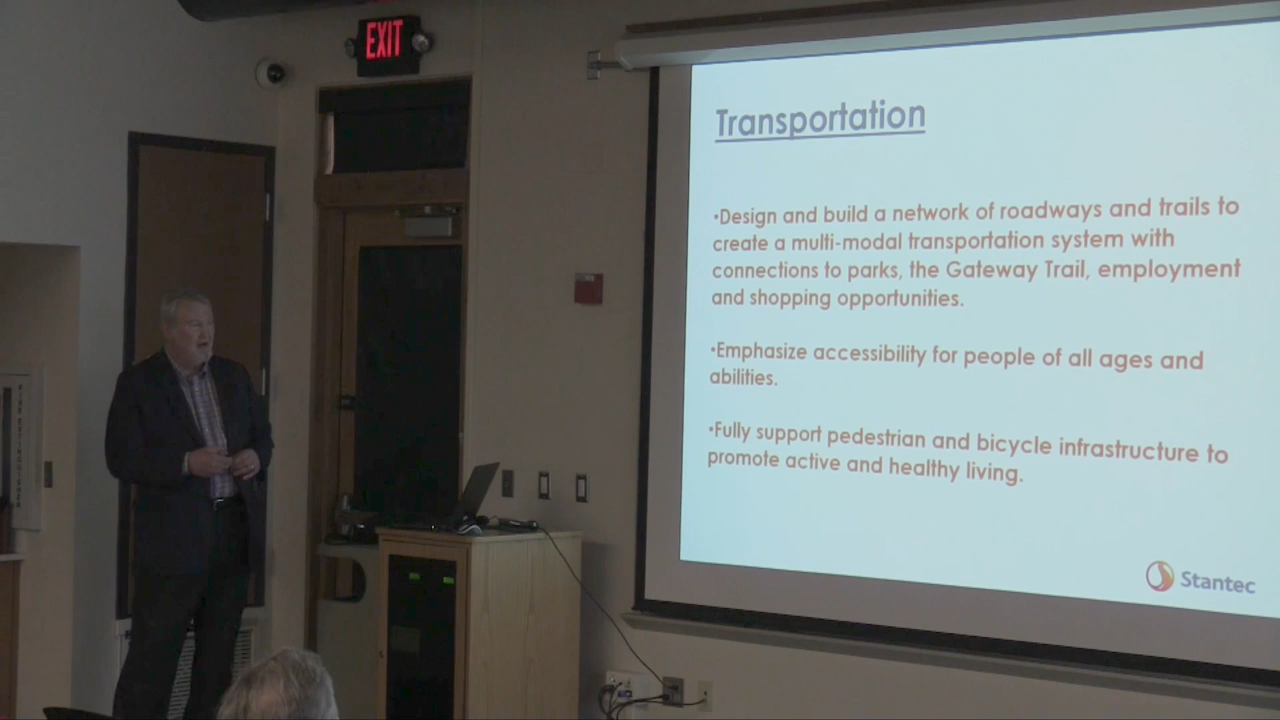 EXIT
Transportation
•Design and build a network of roadways and trails to
create a multi-modal transportation system with
connections to parks, the Gateway Trail, employment
and shopping opportunities.
•Emphasize accessibility for people of all ages and
abilities.
•Fully support pedestrian and bicycle infrastructure to
promote active and healthy living.
Stantec